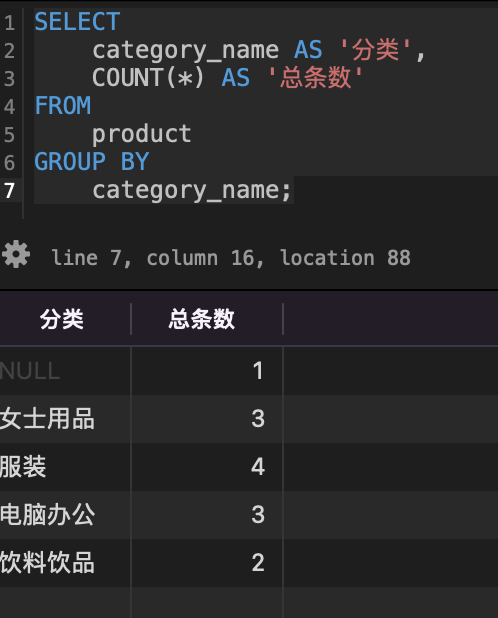 1 SELECT
2 category_name AS '分类',
3 COUNT(*) AS '总条数'
4 FROM
5 product
6 GROUP BY
7 category_name;
line 7, column 16, location 88
分类 总条数
NULL 1
女士用品 3
服装 4
电脑办公 3
饮料饮品 2